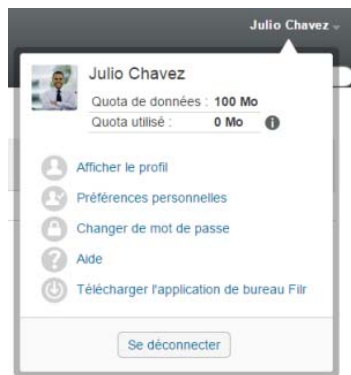 Julio Chavez
Julio Chavez
Quota de données : 100 Mo
Quota utilisé : 0 Mo
Afficher le profil
Préférences personnelles
Changer de mot de passe
Aide
Télécharger l'application de bureau Filr
Se déconnecter